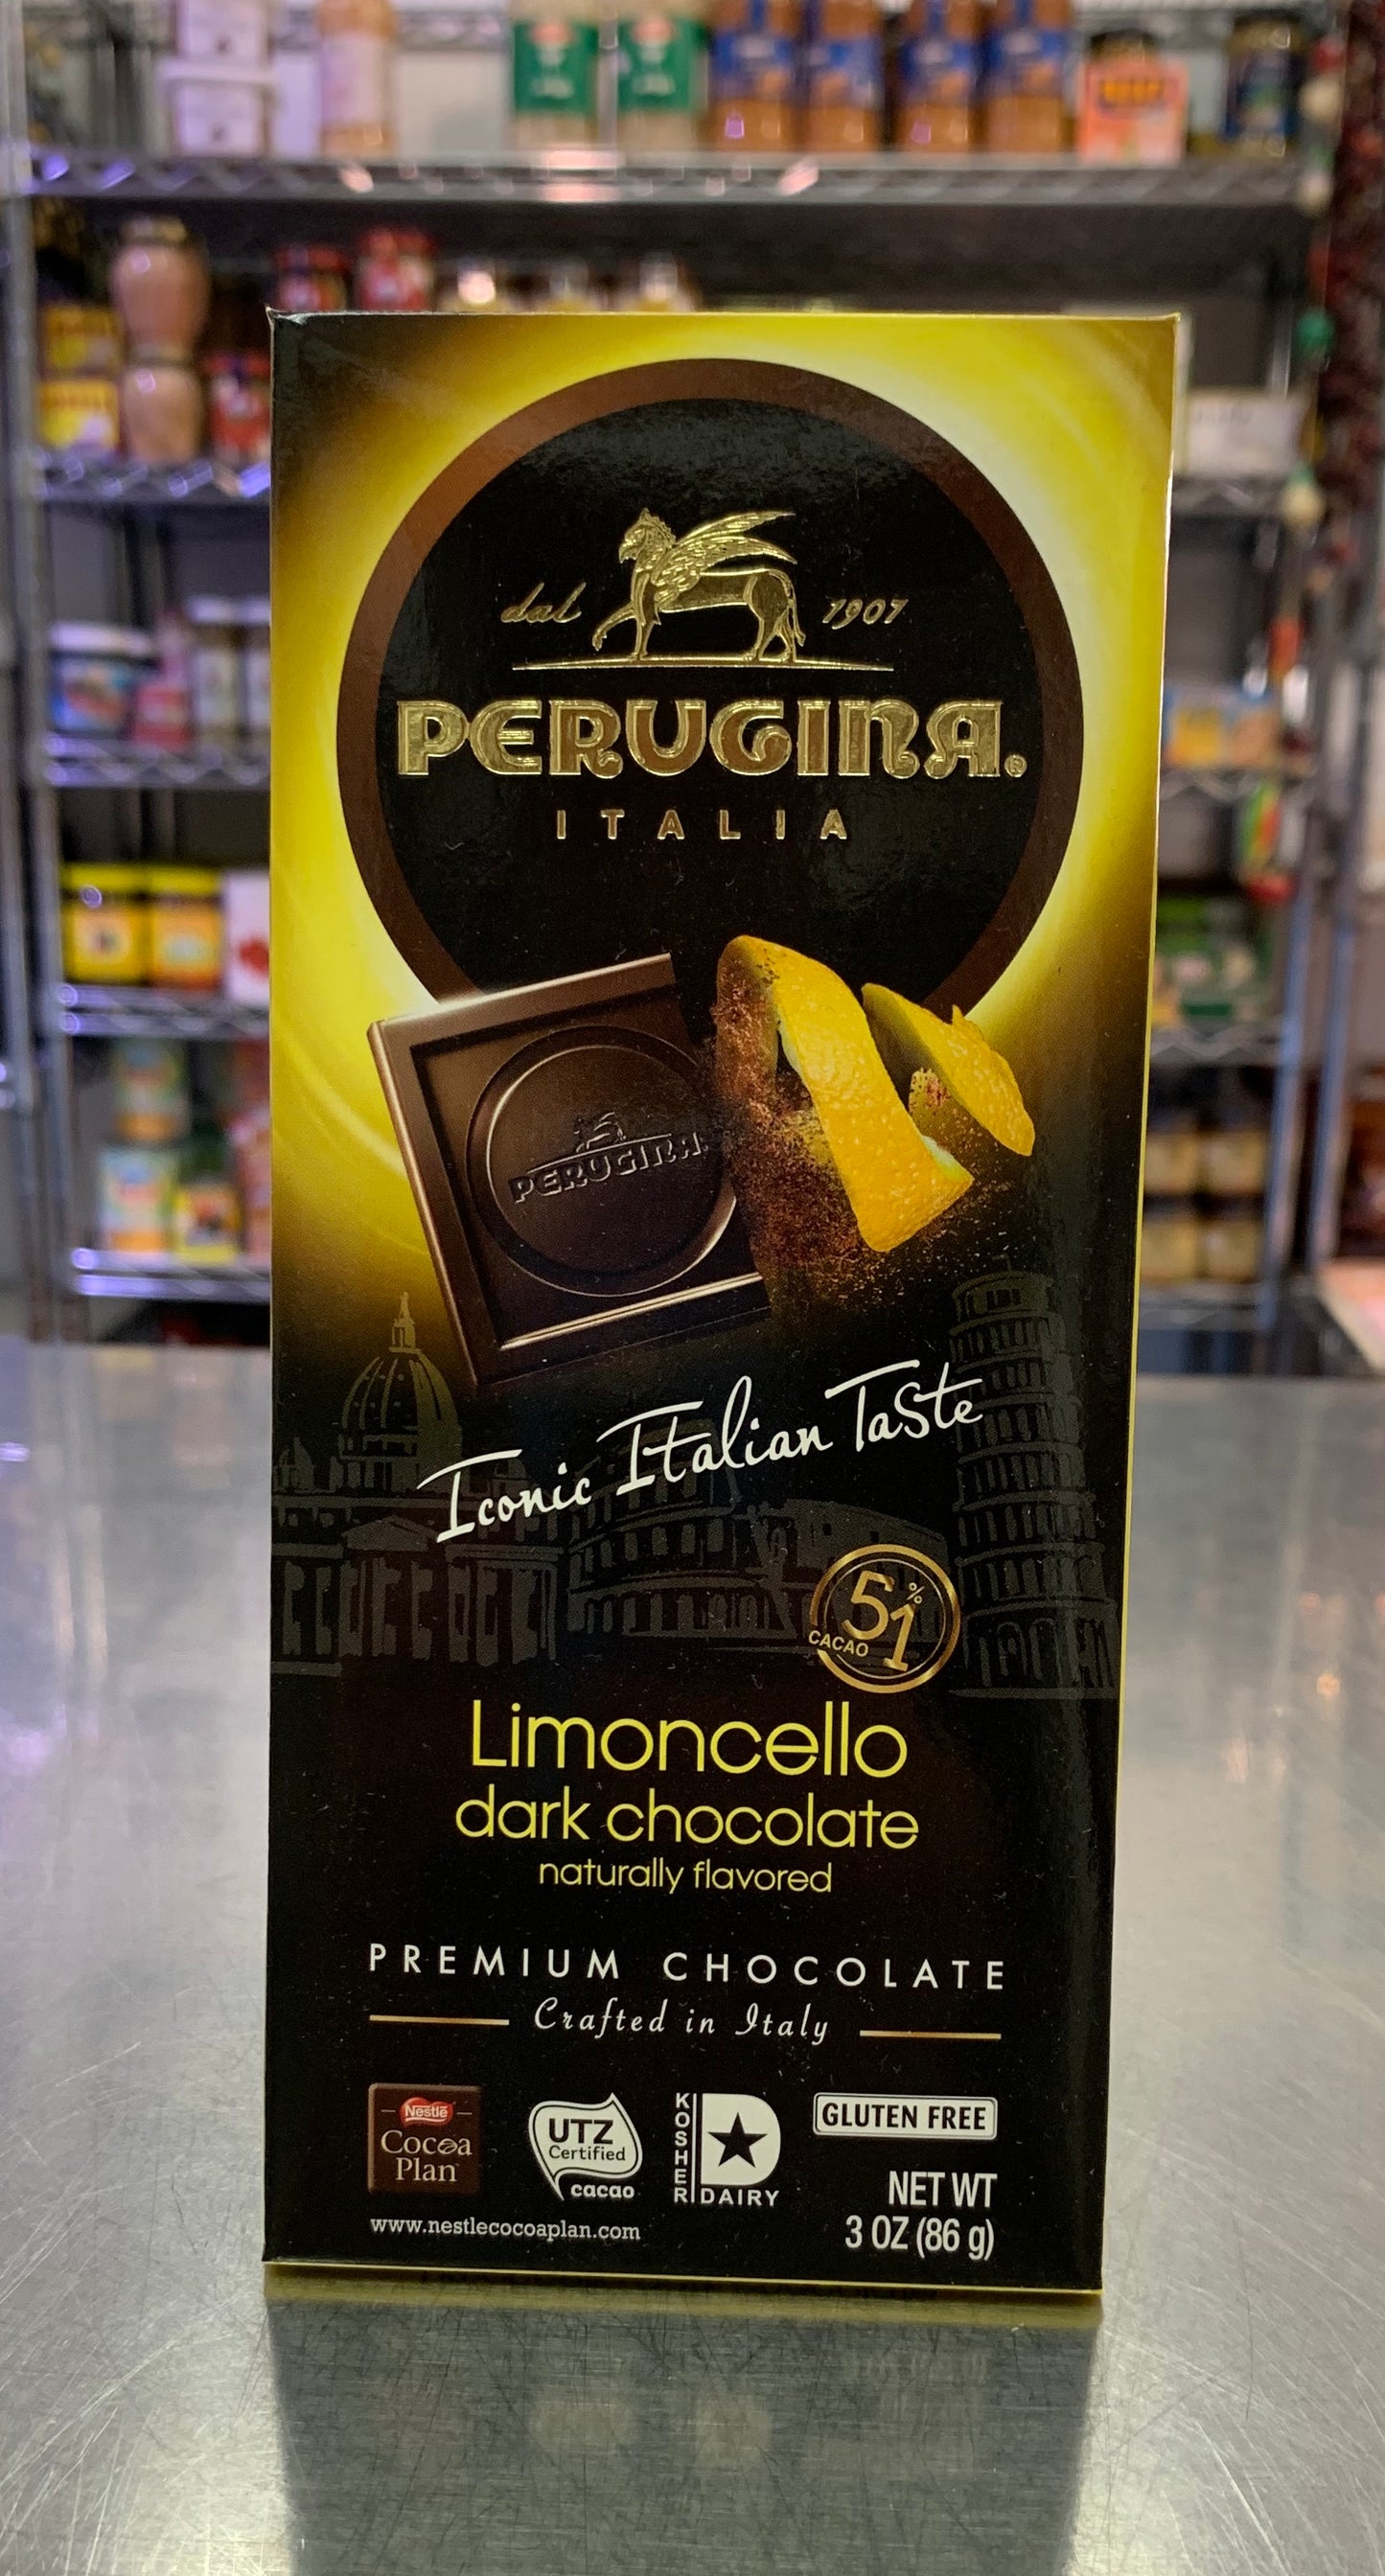 dal 1907
PERUGINA®
ITALIA
PERUGINA
Iconic Italian Taste
51%
CACAO
Limoncello
dark chocolate
naturally flavored
PREMIUM CHOCOLATE
Crafted in Italy
Nestlé
Cocoa
Plan
www.nestlecocoaplan.com
UTZ
Certified
cacao
KOSHER
DAIRY
GLUTEN FREE
NET WT
3 OZ (86 g)